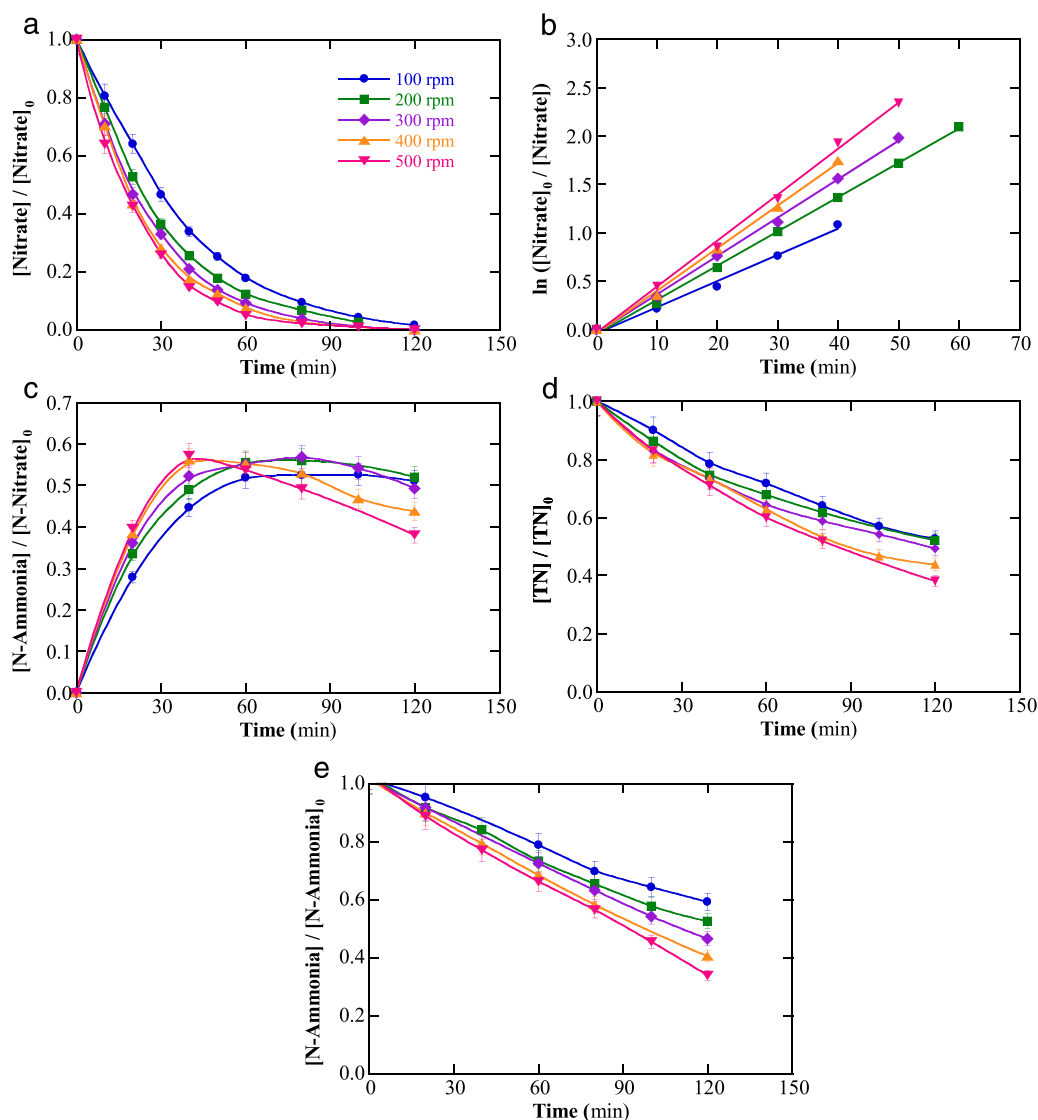 a
[Nitrate] / [Nitrate]0
1.0
0.8
0.6
0.4
0.2
0.0
100 rpm
200 rpm
300 rpm
400 rpm
500 rpm
0 30 60 90 120 150
Time (min)
b
ln ([Nitrate]0 / [Nitrate])
3.0
2.5
2.0
1.5
1.0
0.5
0.0
0 10 20 30 40 50 60 70
Time (min)
c
[N-Ammonia] / [N-Nitrate]0
0.7
0.6
0.5
0.4
0.3
0.2
0.1
0.0
0 30 60 90 120 150
Time (min)
d
[TN] / [TN]0
1.0
0.8
0.6
0.4
0.2
0.0
0 30 60 90 120 150
Time (min)
e
[N-Ammonia] / [N-Ammonia]0
1.0
0.8
0.6
0.4
0.2
0.0
0 30 60 90 120 150
Time (min)